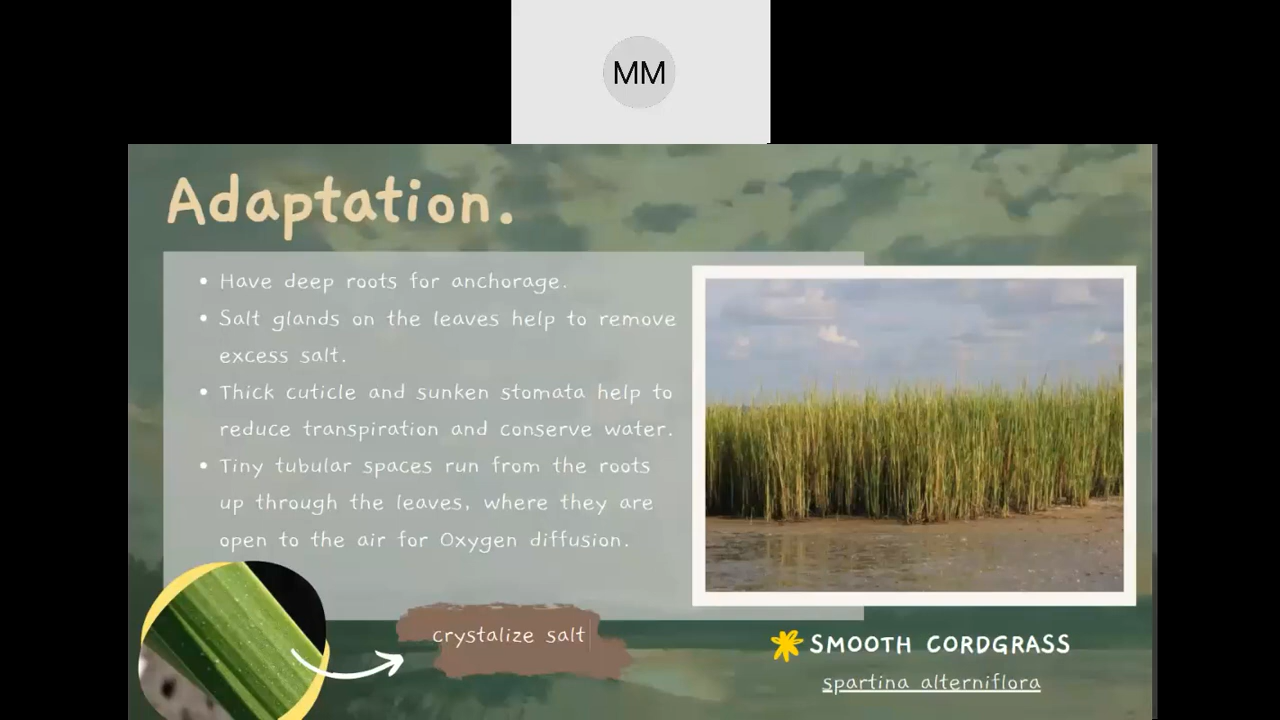 MM
Adaptation.
• Have deep roots for anchorage.
• Salt glands on the leaves help to remove
excess salt.
• Thick cuticle and sunken stomata help to
reduce transpiration and conserve water.
• Tiny tubular spaces run from the roots
up through the leaves, where they are
open to the air for Oxygen diffusion.
crystalize salt
SMOOTH CORDGRASS
spartina alterniflora